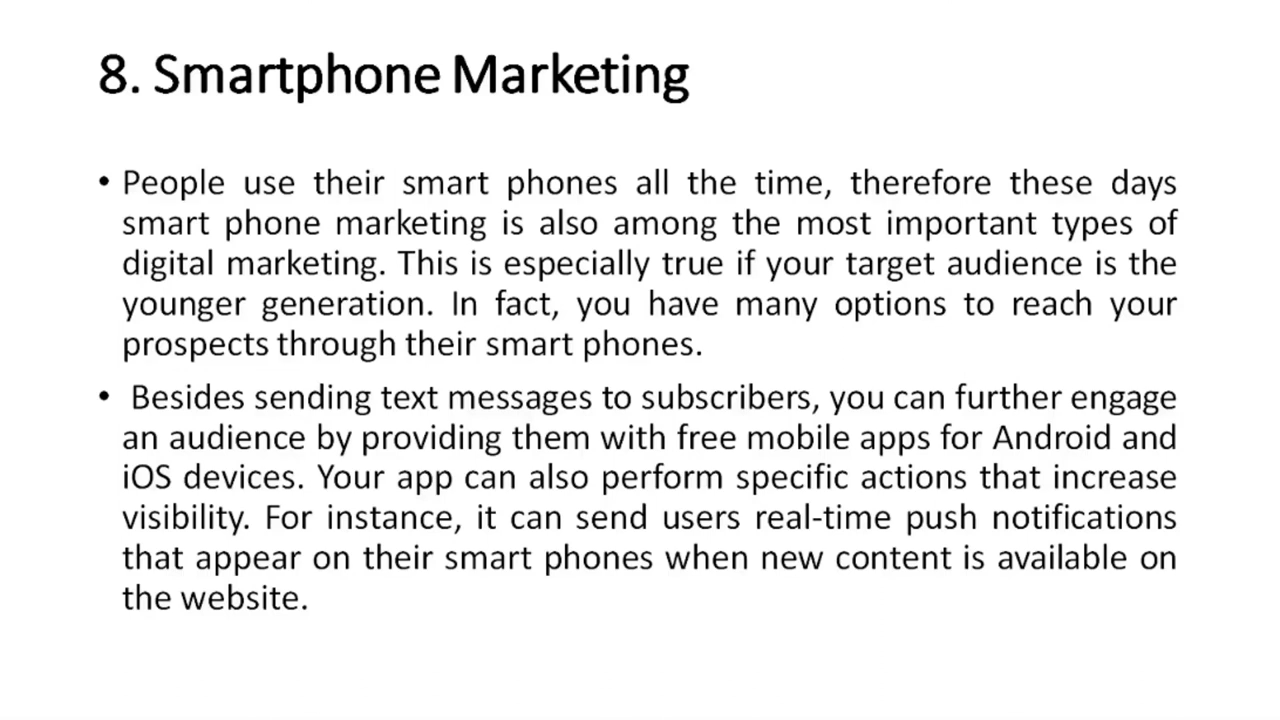 8. Smartphone Marketing
• People use their smart phones all the time, therefore these days
smart phone marketing is also among the most important types of
digital marketing. This is especially true if your target audience is the
younger generation. In fact, you have many options to reach your
prospects through their smart phones.
• Besides sending text messages to subscribers, you can further engage
an audience by providing them with free mobile apps for Android and
iOS devices. Your app can also perform specific actions that increase
visibility. For instance, it can send users real-time push notifications
that appear on their smart phones when new content is available on
the website.